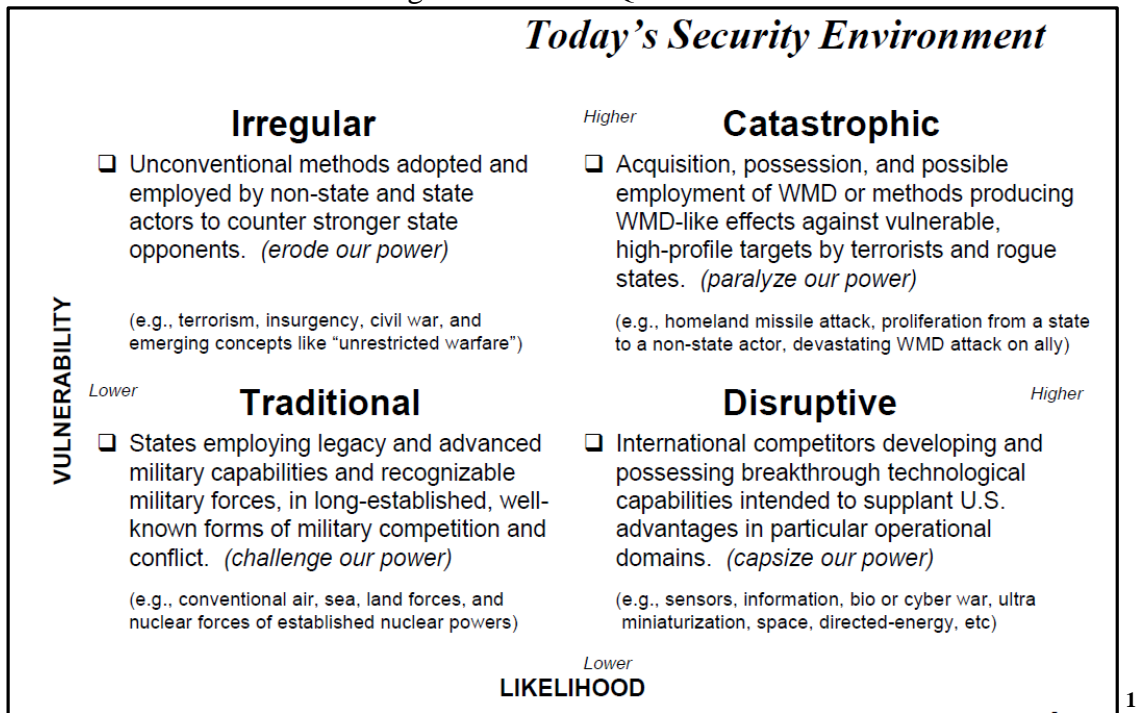 Today's Security Environment
Irregular
❑ Unconventional methods adopted and
employed by non-state and state
actors to counter stronger state
opponents. (erode our power)
(e.g., terrorism, insurgency, civil war, and
emerging concepts like “unrestricted warfare”)
Higher
Catastrophic
❑ Acquisition, possession, and possible
employment of WMD or methods producing
WMD-like effects against vulnerable,
high-profile targets by terrorists and rogue
states. (paralyze our power)
(e.g., homeland missile attack, proliferation from a state
to a non-state actor, devastating WMD attack on ally)
VULNERABILITY
Lower
Traditional
❑ States employing legacy and advanced
military capabilities and recognizable
military forces, in long-established, well-
known forms of military competition and
conflict. (challenge our power)
(e.g., conventional air, sea, land forces, and
nuclear forces of established nuclear powers)
Disruptive
Higher
❑ International competitors developing and
possessing breakthrough technological
capabilities intended to supplant U.S.
advantages in particular operational
domains. (capsize our power)
(e.g., sensors, information, bio or cyber war, ultra
miniaturization, space, directed-energy, etc)
Lower
LIKELIHOOD
1